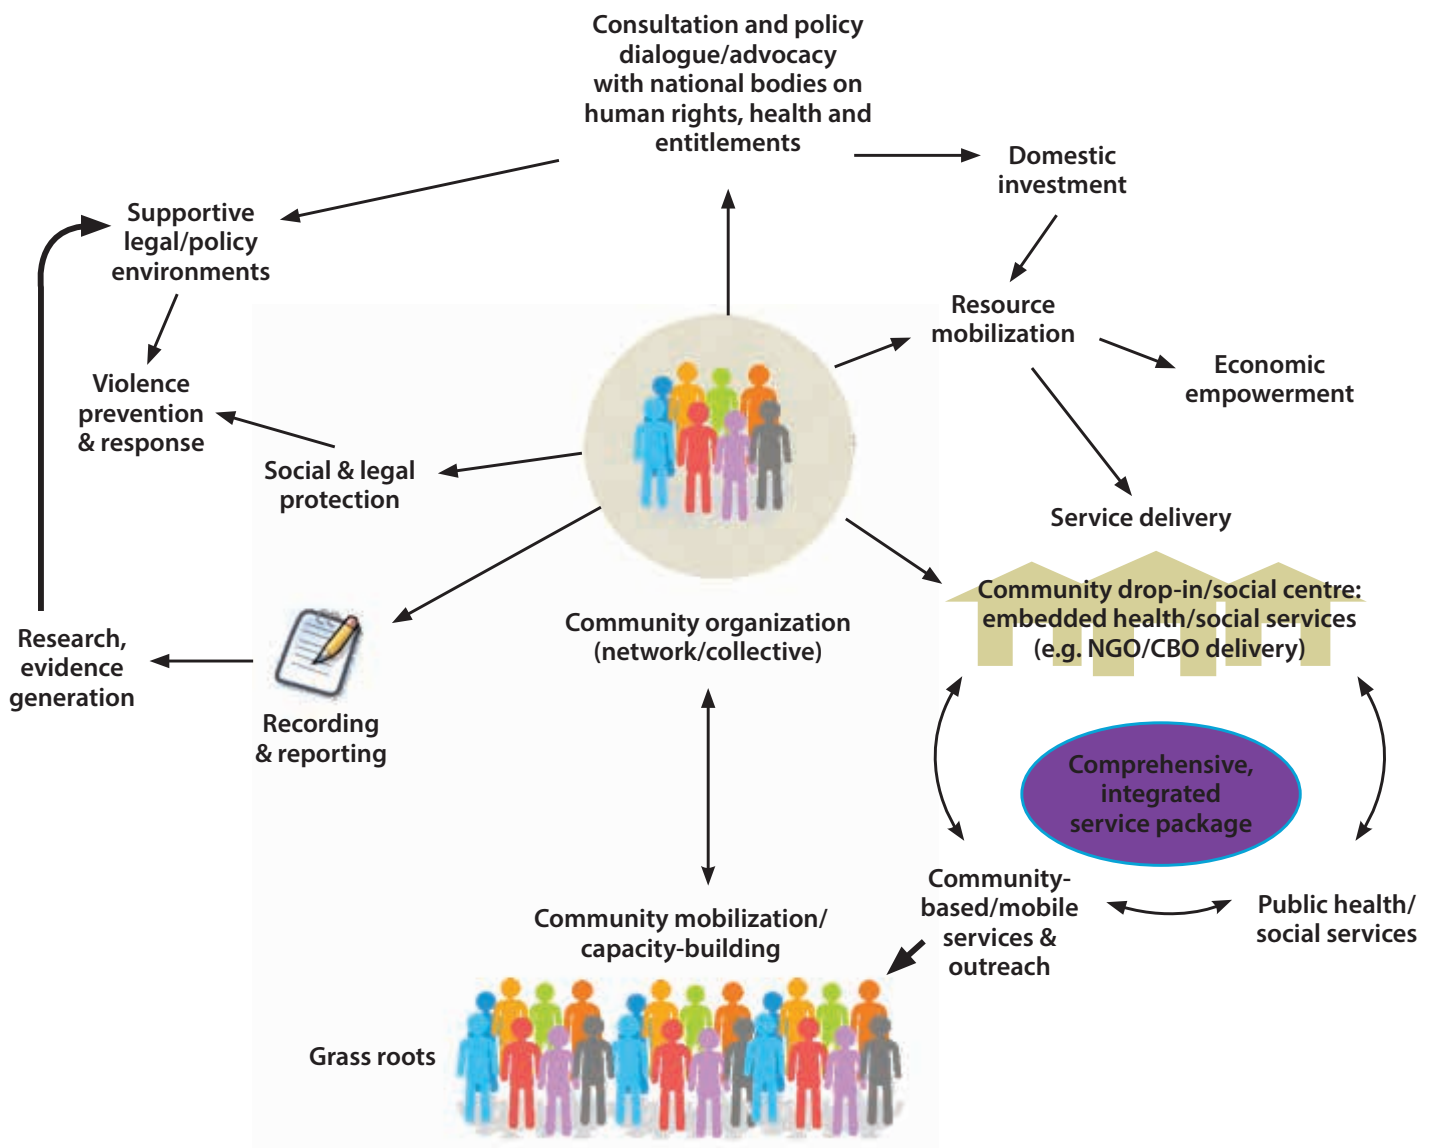 Consultation and policy
dialogue/advocacy
with national bodies on
human rights, health and
entitlements
Domestic
investment
Supportive
legal/policy
environments
Resource
mobilization
Economic
empowerment
Violence
prevention
& response
Social & legal
protection
Service delivery
Community drop-in/social centre:
embedded health/social services
(e.g. NGO/CBO delivery)
Community organization
(network/collective)
Research,
evidence
generation
Recording
& reporting
Comprehensive,
integrated
service package
Community-
based/mobile
services &
outreach
Public health/
social services
Community mobilization/
capacity-building
Grass roots